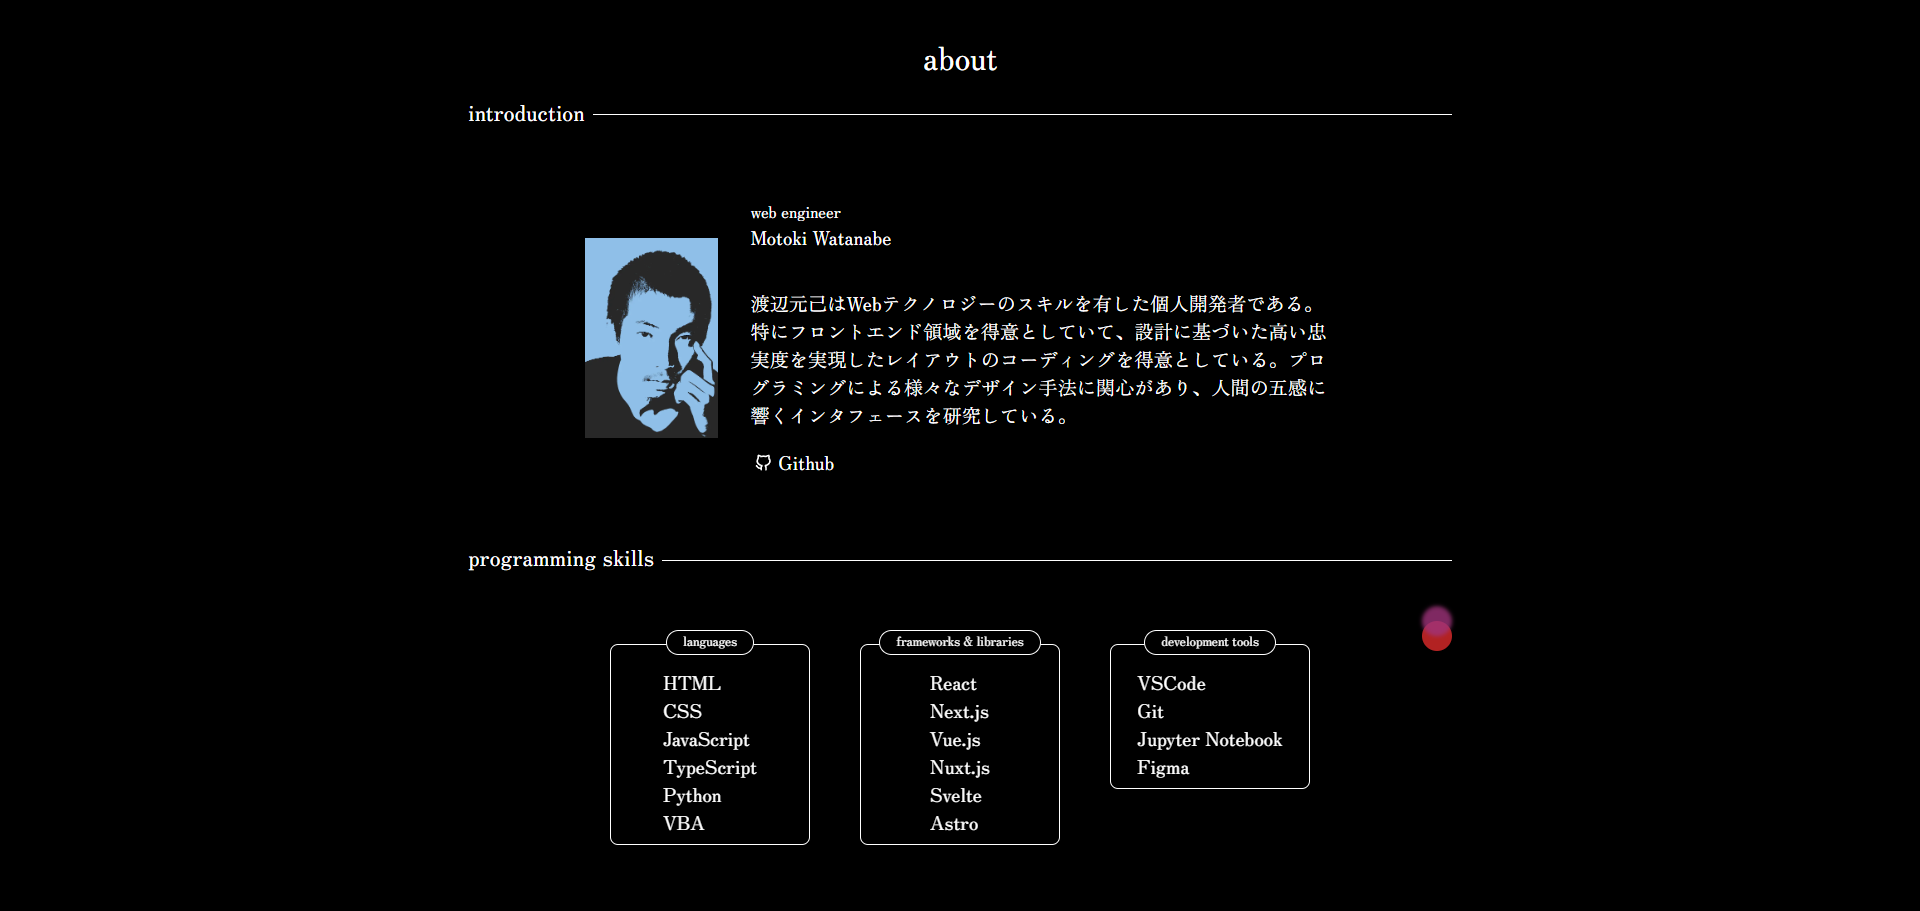 about
introduction
web engineer
Motoki Watanabe
渡辺元己はWebテクノロジーのスキルを有した個人開発者である。
特にフロントエンド領域を得意としていて、設計に基づいた高い忠
実度を実現したレイアウトのコーディングを得意としている。プロ
グラミングによる様々なデザイン手法に関心があり、人間の五感に
響くインタフェースを研究している。
Github
programming skills
languages
HTML
CSS
JavaScript
TypeScript
Python
VBA
frameworks & libraries
React
Next.js
Vue.js
Nuxt.js
Svelte
Astro
development tools
VSCode
Git
Jupyter Notebook
Figma